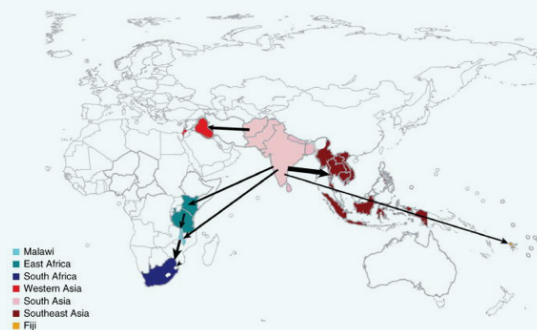 Malawi
East Africa
South Africa
Western Asia
South Asia
Southeast Asia
Fiji